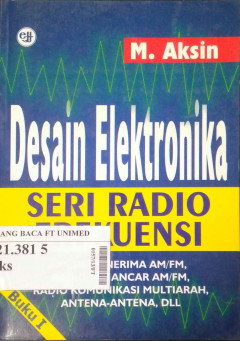 eff
M. Aksin
Desain Elektronika
SERI RADIO
FREKUENSI
ANG BACA FT UNIMED
21.381 5
ks
ERIMA AM/FM,
ANCAR AM/FM,
RADIO KOMUNIKASI MULTIARAH,
ANTENA-ANTENA, DLL
Buku I